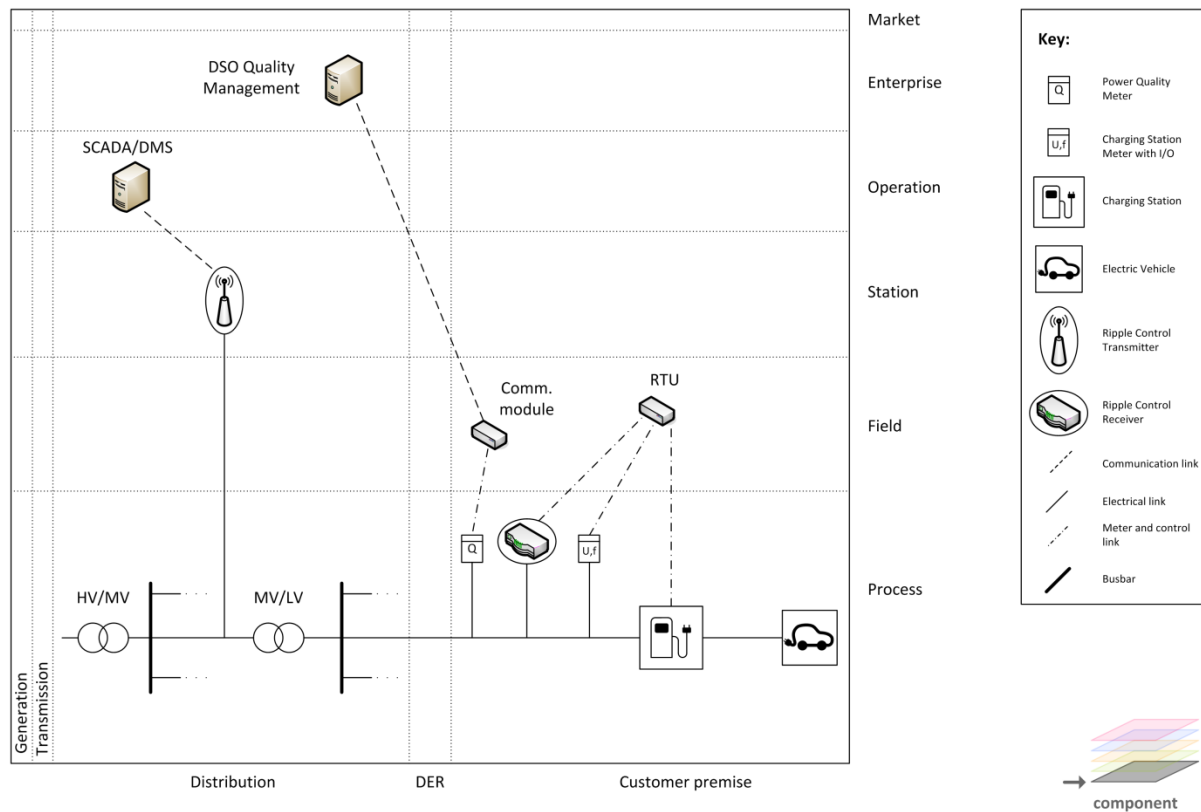 Market
DSO Quality
Management
Enterprise
SCADA/DMS
Operation
Station
Comm.
module
RTU
Field
Q
U,f
HV/MV
MV/LV
Process
Generation
Transmission
Distribution
DER
Customer premise
Key:
Q
Power Quality
Meter
U,f
Charging Station
Meter with I/O
Charging Station
Electric Vehicle
Ripple Control
Transmitter
Ripple Control
Receiver
Communication link
Electrical link
Meter and control
link
Busbar
component